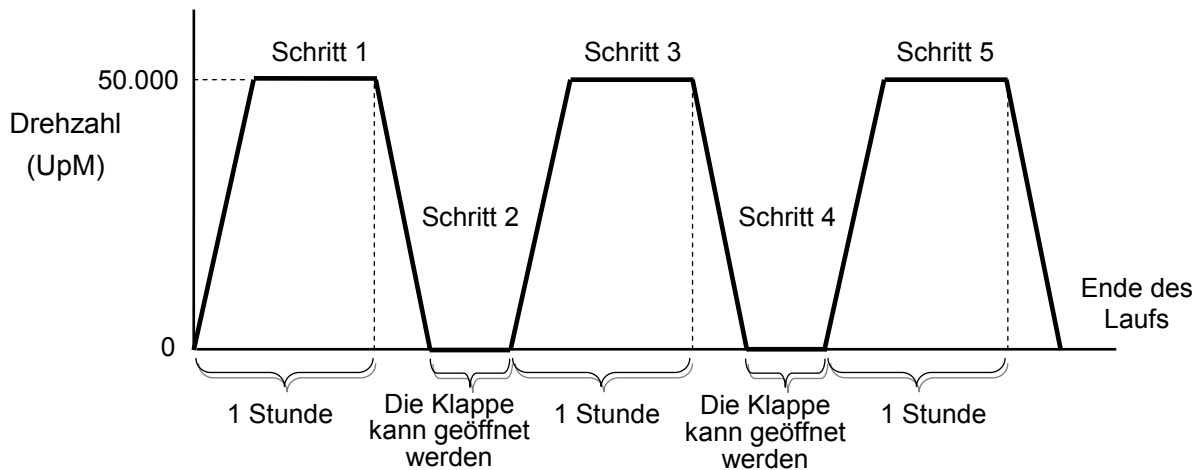 Schritt 1
Schritt 3
Schritt 5
50.000
Drehzahl
(UpM)
Schritt 2
Schritt 4
Ende des
Laufs
0
1 Stunde
Die Klappe
kann geöffnet
werden
1 Stunde
Die Klappe
kann geöffnet
werden
1 Stunde